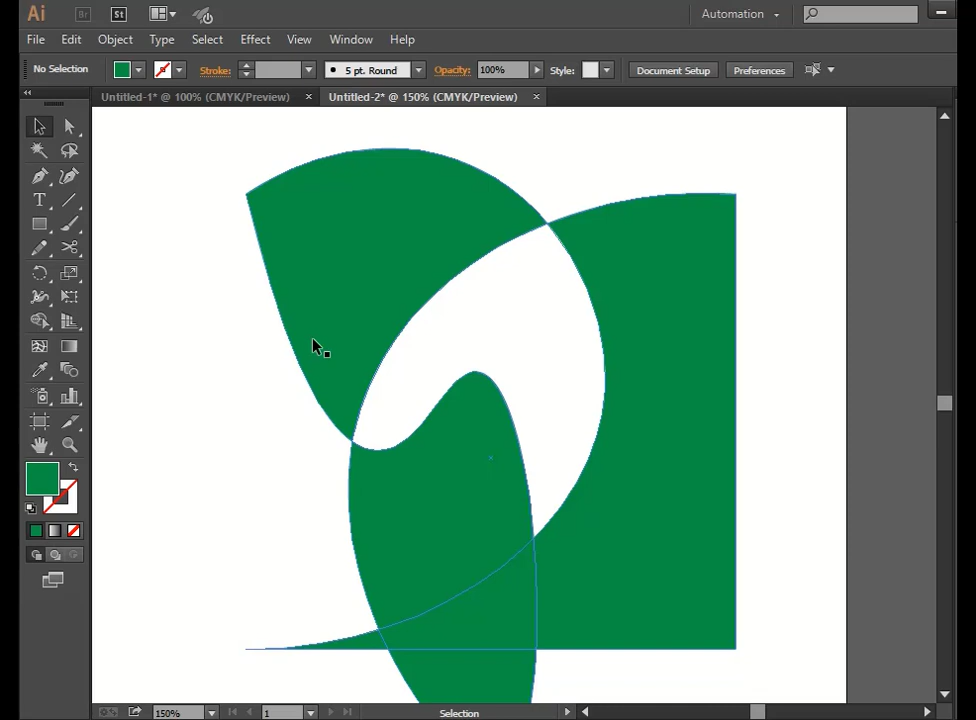 Ai Br St Automation
File Edit Object Type Select Effect View Window Help
No Selection Stroke: 5 pt. Round Opacity: 100% Style: Document Setup Preferences
Untitled-1* @ 100% (CMYK/Preview) × Untitled-2* @ 150% (CMYK/Preview) ×
150% 1 Selection